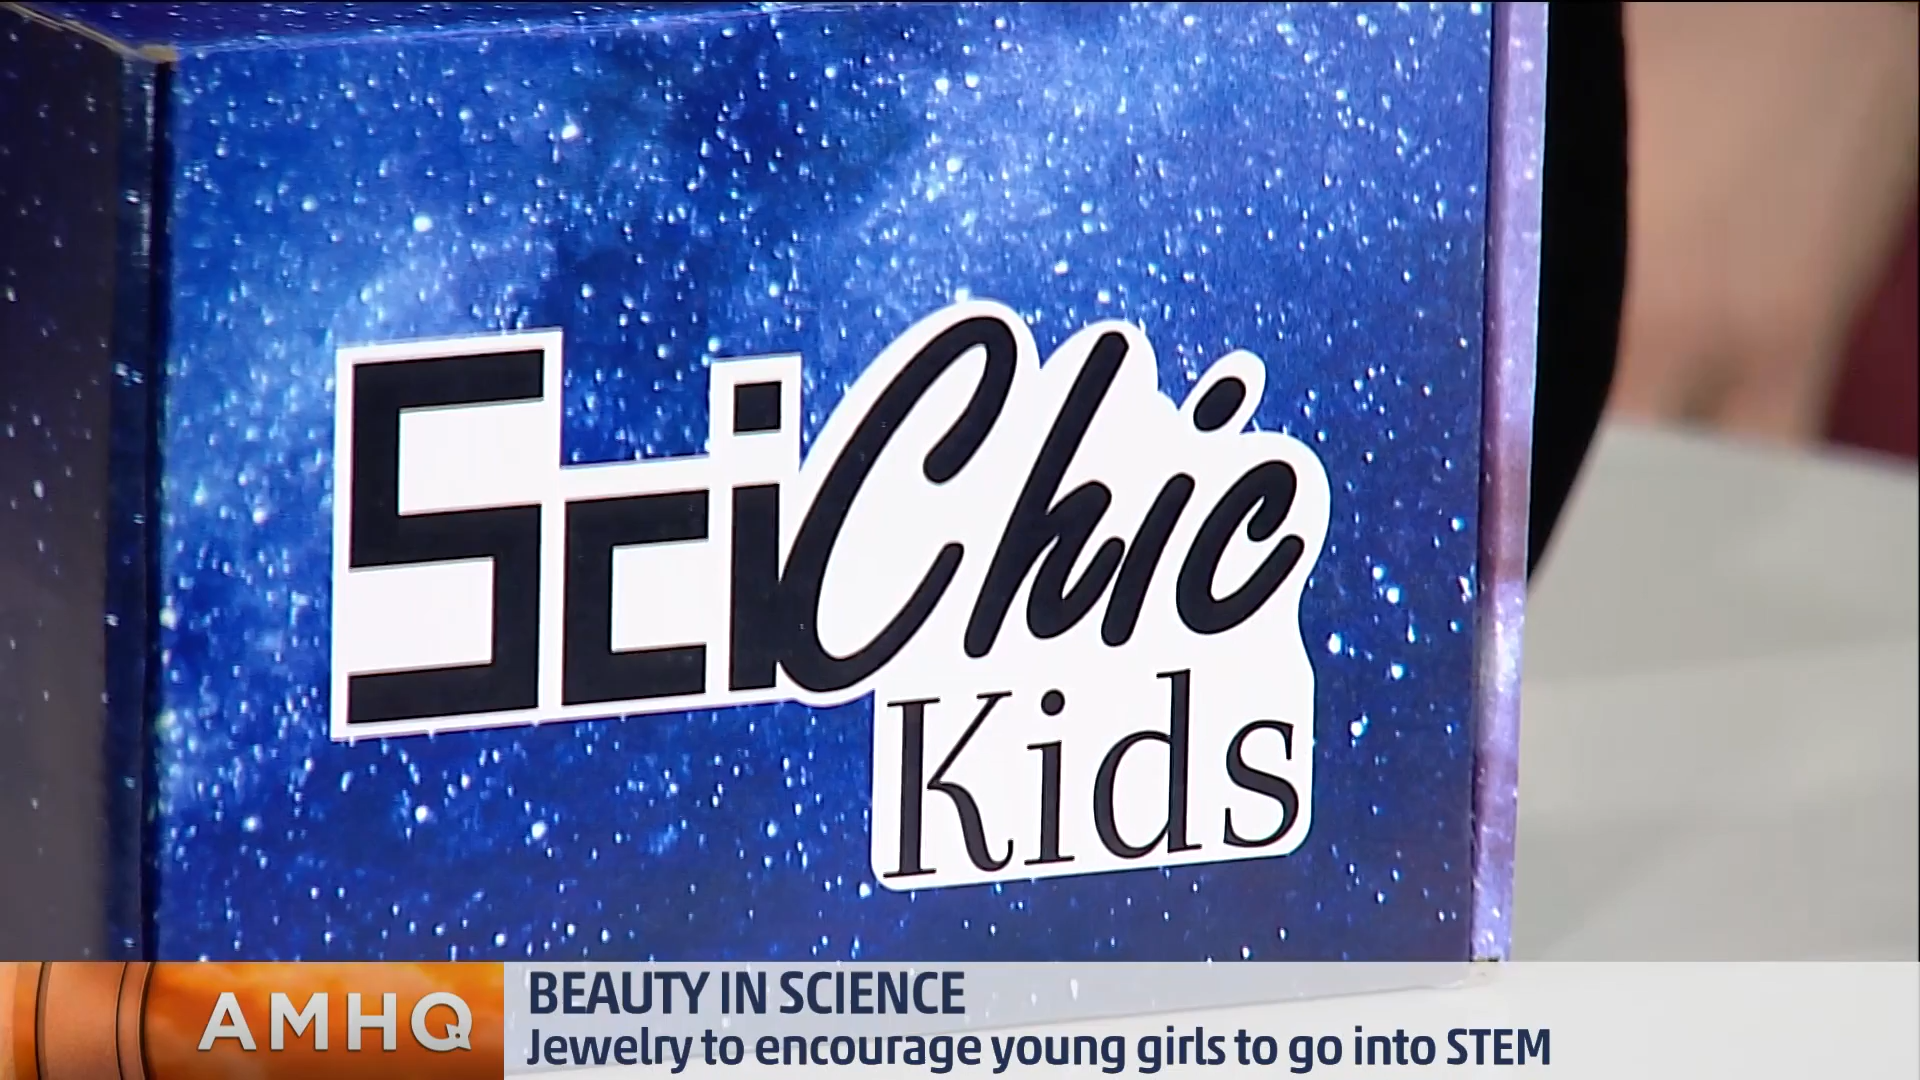 SciChic
Kids
AMHQ
BEAUTY IN SCIENCE
Jewelry to encourage young girls to go into STEM